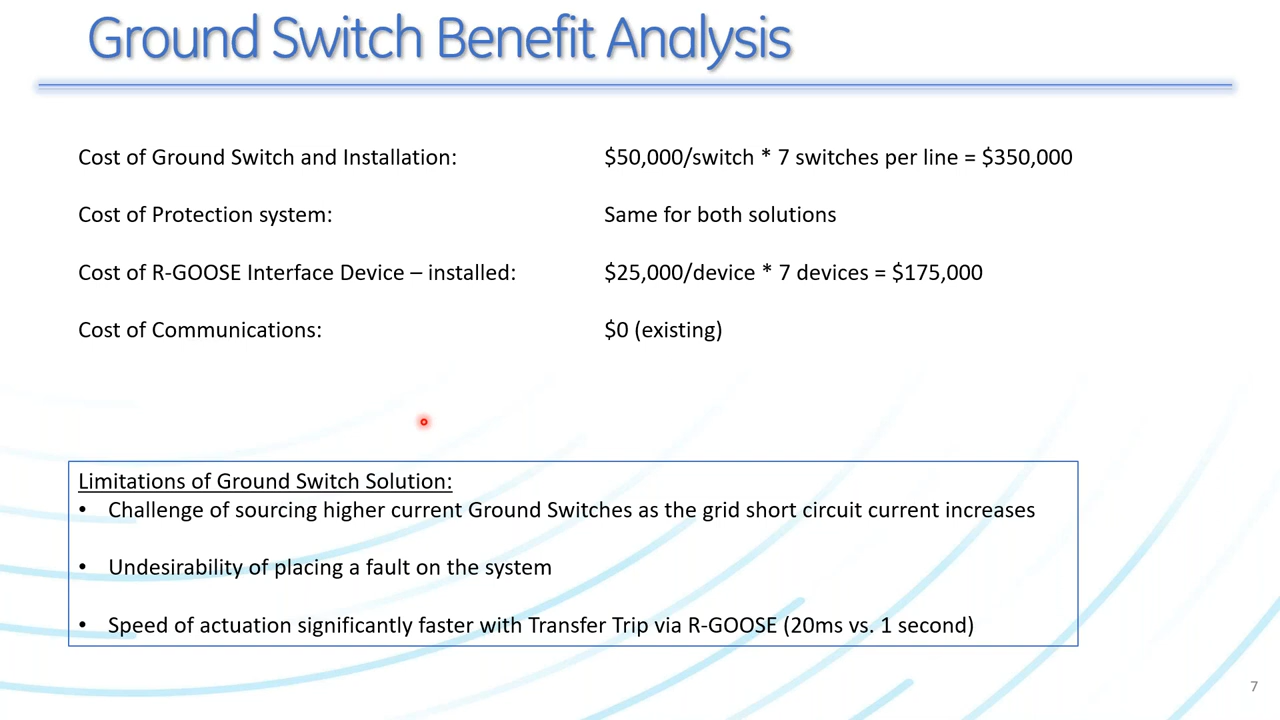 Ground Switch Benefit Analysis
Cost of Ground Switch and Installation: $50,000/switch * 7 switches per line = $350,000
Cost of Protection system: Same for both solutions
Cost of R-GOOSE Interface Device – installed: $25,000/device * 7 devices = $175,000
Cost of Communications: $0 (existing)
Limitations of Ground Switch Solution:
• Challenge of sourcing higher current Ground Switches as the grid short circuit current increases
• Undesirability of placing a fault on the system
• Speed of actuation significantly faster with Transfer Trip via R-GOOSE (20ms vs. 1 second)
7